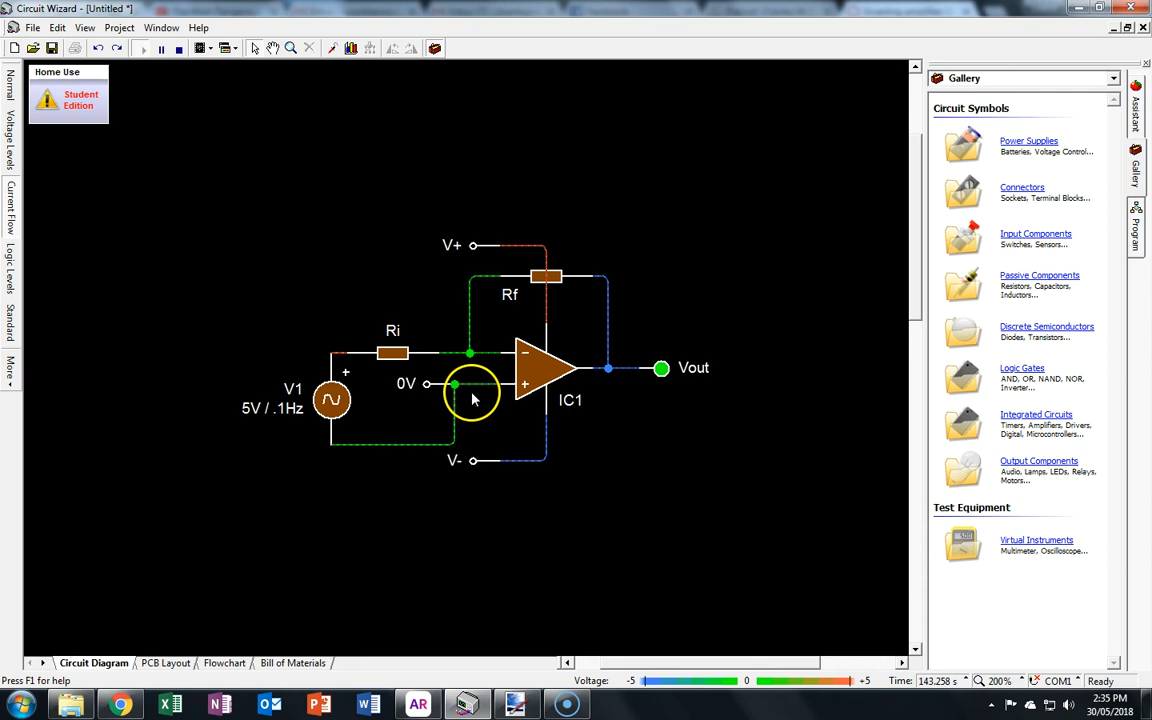 Circuit Wizard - [Untitled *]
File Edit View Project Window Help
Home Use
Student
Edition
Normal
Voltage Levels
Current Flow
Logic Levels
Standard
More
V+
Rf
Ri
0V
V1
5V / .1Hz
IC1
Vout
V-
Gallery
Circuit Symbols
Power Supplies
Batteries, Voltage Control...
Connectors
Sockets, Terminal Blocks...
Input Components
Switches, Sensors...
Passive Components
Resistors, Capacitors,
Inductors...
Discrete Semiconductors
Diodes, Transistors...
Logic Gates
AND, OR, NAND, NOR,
Inverter...
Integrated Circuits
Timers, Amplifiers, Drivers,
Digital, Microcontrollers...
Output Components
Audio, Lamps, LEDs, Relays,
Motors...
Test Equipment
Virtual Instruments
Multimeter, Oscilloscope...
Assistant
Gallery
Program
Circuit Diagram PCB Layout Flowchart Bill of Materials
Press F1 for help
Voltage: -5 0 +5
Time: 143.258 s
200%
COM1
Ready
AR
2:35 PM
30/05/2018